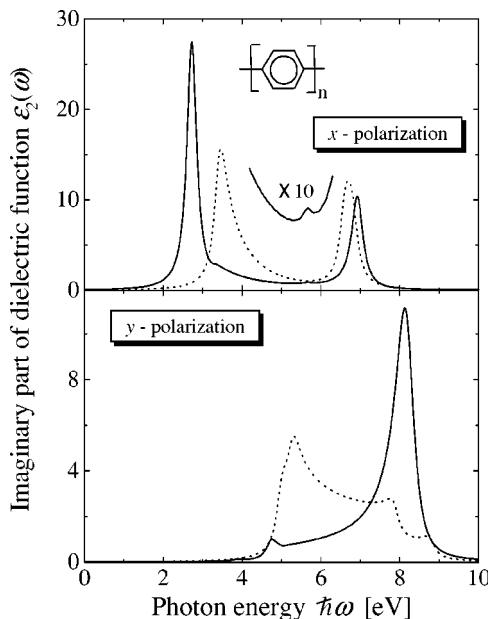 Imaginary part of dielectric function ε₂(ω)
30
20
10
0
n
x - polarization
X 10
y - polarization
8
4
0
0 2 4 6 8 10
Photon energy ℏω [eV]